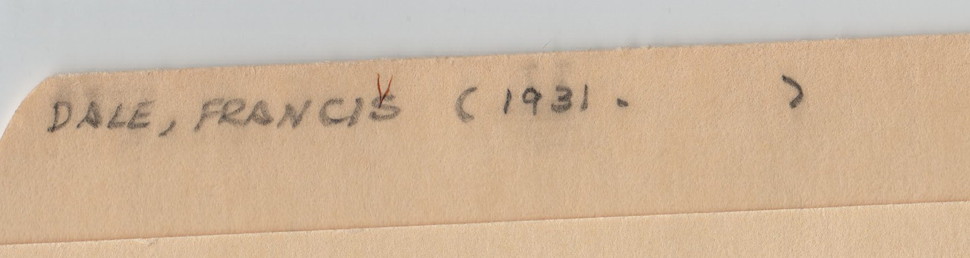 DALE, FRANCIS (1931. )